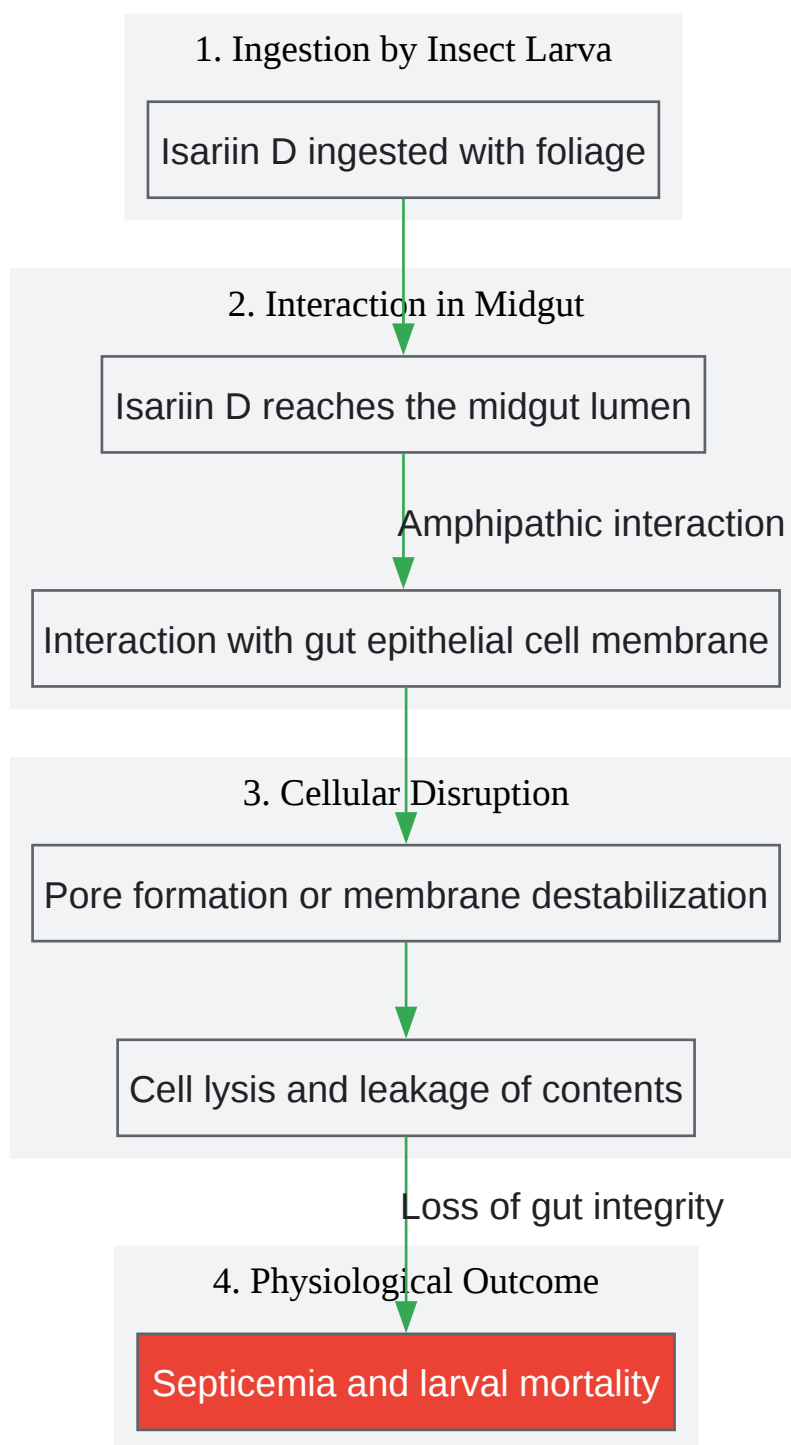 1. Ingestion by Insect Larva
Isariin D ingested with foliage
2. Interaction in Midgut
Isariin D reaches the midgut lumen
Amphipathic interaction
Interaction with gut epithelial cell membrane
3. Cellular Disruption
Pore formation or membrane destabilization
Cell lysis and leakage of contents
Loss of gut integrity
4. Physiological Outcome
Septicemia and larval mortality